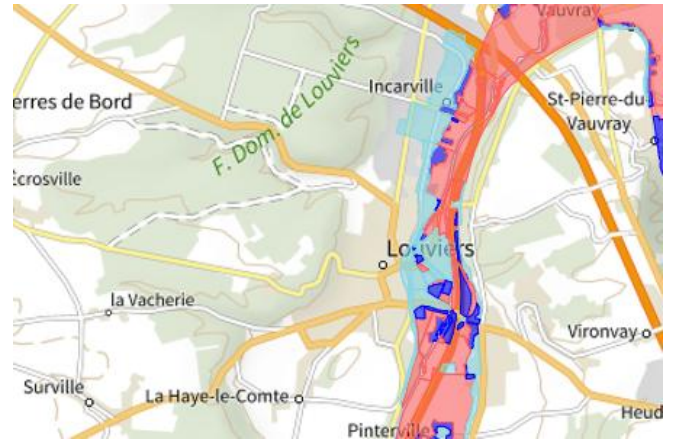 Vauvray
Incarville
erres de Bord
St-Pierre-du-
Vauvray
F. Dom. de Louviers
Écrosville
Louviers
la Vacherie
Vironvay
Surville
La Haye-le-Comte
Heud
Pinterville